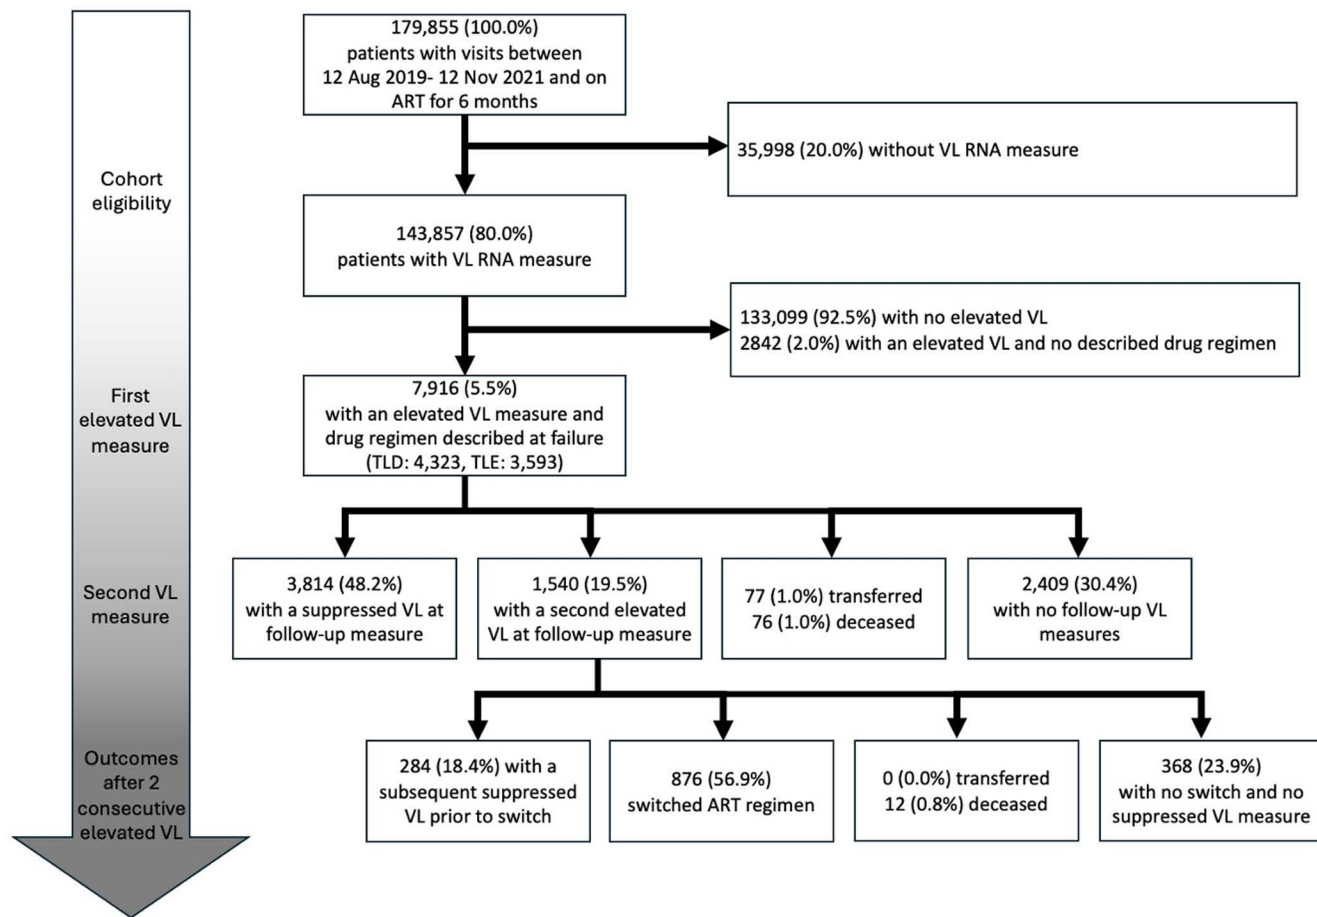 179,855 (100.0%)
patients with visits between
12 Aug 2019- 12 Nov 2021 and on
ART for 6 months
35,998 (20.0%) without VL RNA measure
Cohort
eligibility
143,857 (80.0%)
patients with VL RNA measure
133,099 (92.5%) with no elevated VL
2842 (2.0%) with an elevated VL and no described drug regimen
First
elevated VL
measure
7,916 (5.5%)
with an elevated VL measure and
drug regimen described at failure
(TLD: 4,323, TLE: 3,593)
Second VL
measure
3,814 (48.2%)
with a suppressed VL at
follow-up measure
1,540 (19.5%)
with a second elevated
VL at follow-up measure
77 (1.0%) transferred
76 (1.0%) deceased
2,409 (30.4%)
with no follow-up VL
measures
Outcomes
after 2
consecutive
elevated VL
284 (18.4%) with a
subsequent suppressed
VL prior to switch
876 (56.9%)
switched ART regimen
0 (0.0%) transferred
12 (0.8%) deceased
368 (23.9%)
with no switch and no
suppressed VL measure